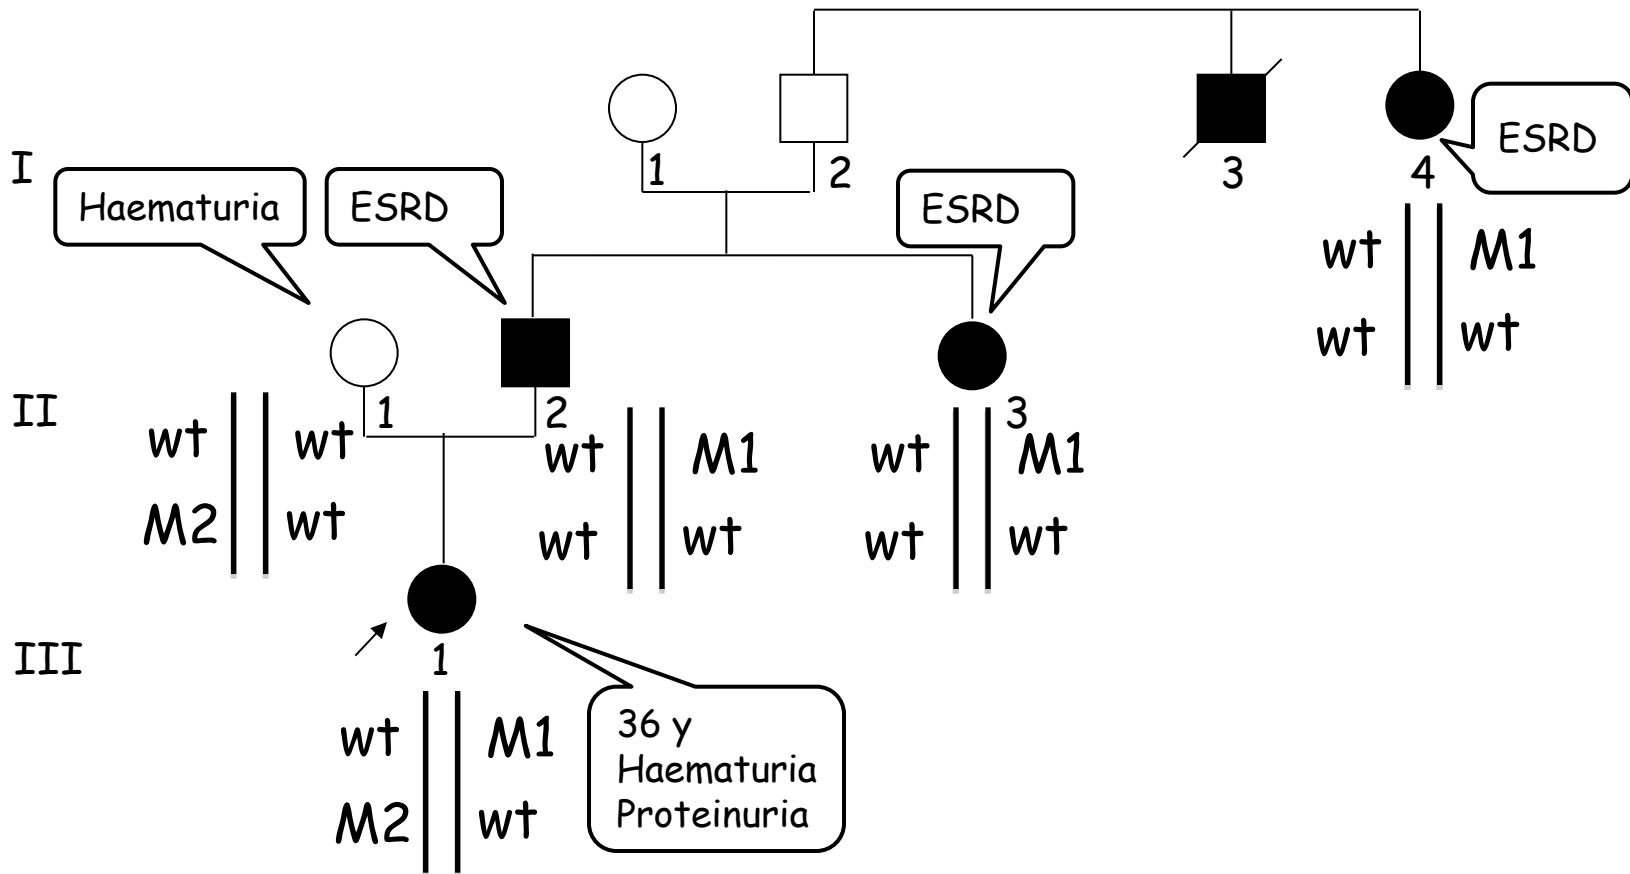 I
1
2
3
4
ESRD
Haematuria
ESRD
ESRD
wt M1
wt wt
II
1
2
3
wt wt
M2 wt
wt M1
wt wt
wt M1
wt wt
III
1
wt M1
M2 wt
36 y
Haematuria
Proteinuria